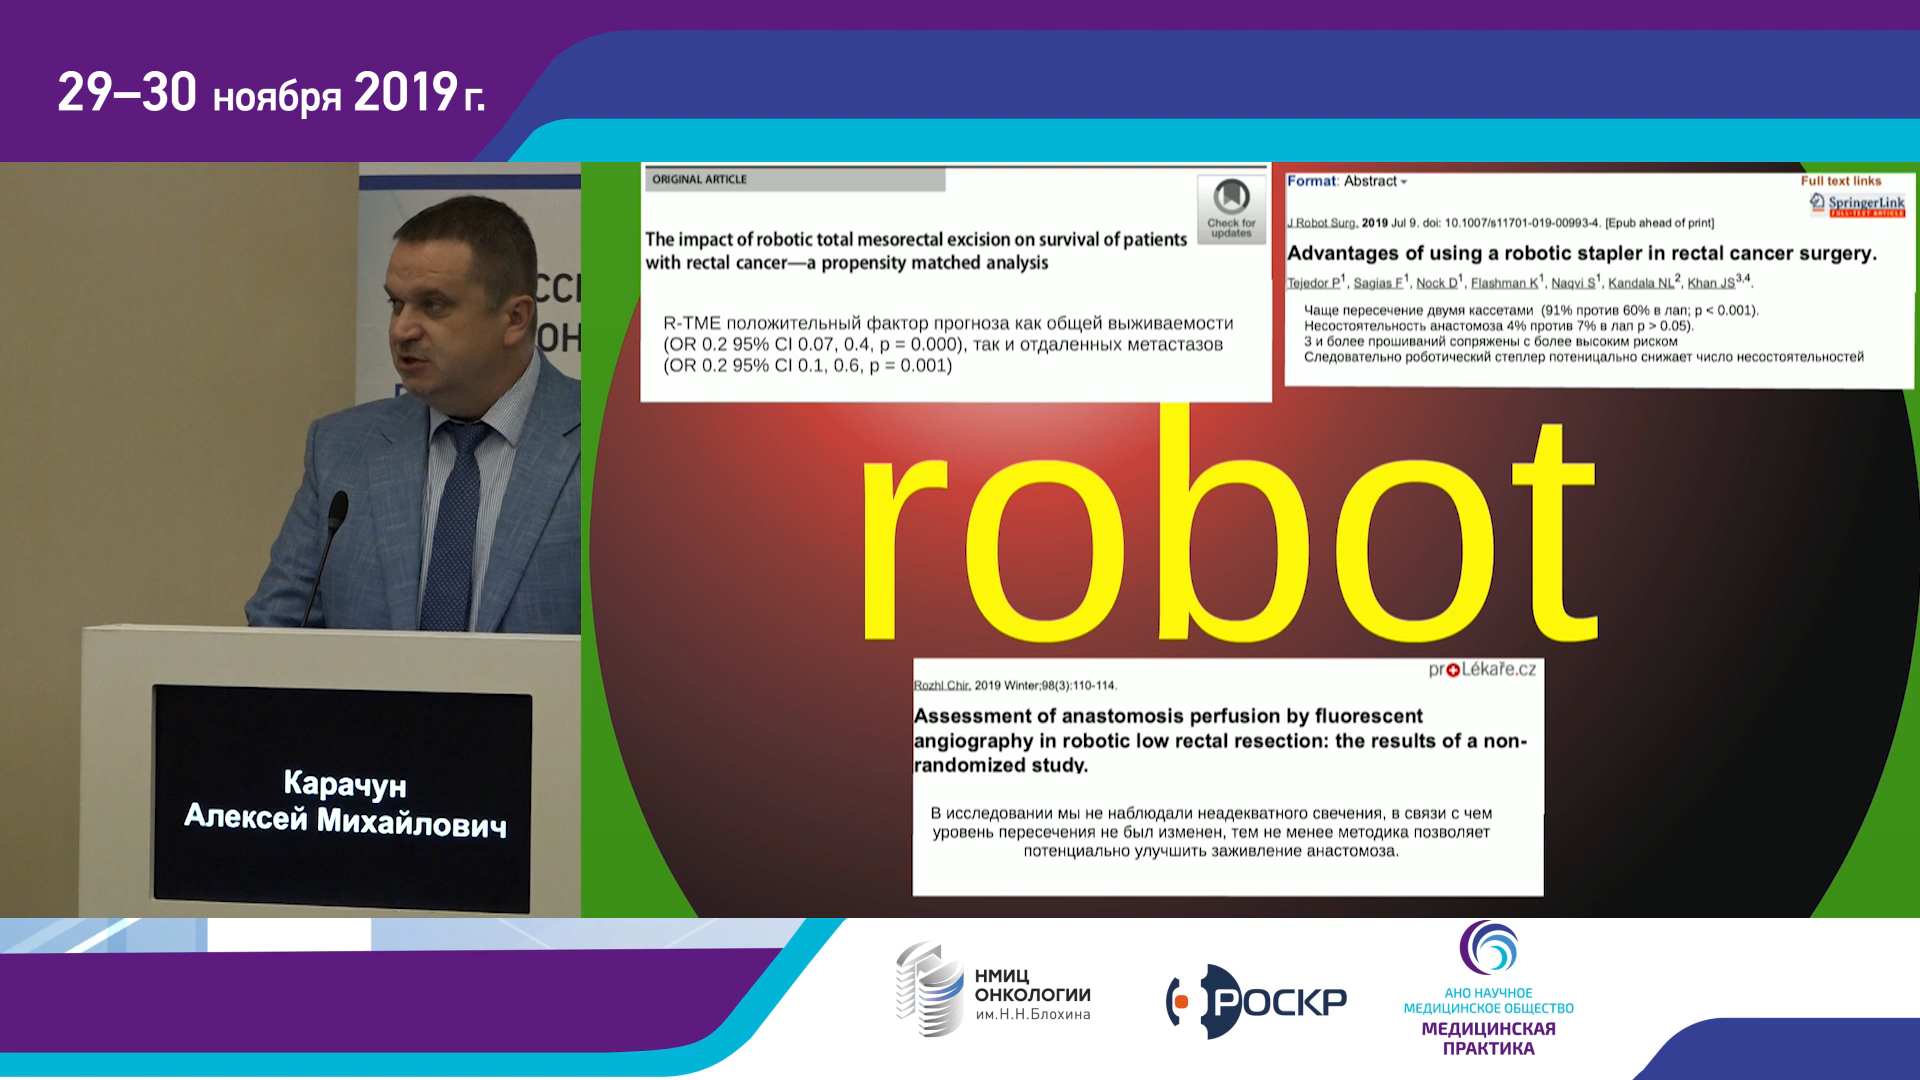 29–30 ноября 2019 г.
ORIGINAL ARTICLE
Check for
updates
The impact of robotic total mesorectal excision on survival of patients
with rectal cancer—a propensity matched analysis
R-TME положительный фактор прогноза как общей выживаемости
(OR 0.2 95% CI 0.07, 0.4, p = 0.000), так и отдаленных метастазов
(OR 0.2 95% CI 0.1, 0.6, p = 0.001)
Format: Abstract
Full text links
SpringerLink
FULL-TEXT ARTICLE
J Robot Surg. 2019 Jul 9. doi: 10.1007/s11701-019-00993-4. [Epub ahead of print]
Advantages of using a robotic stapler in rectal cancer surgery.
Tejedor P1, Sagias F1, Nock D1, Flashman K1, Naqvi S1, Kandala NL2, Khan JS3,4.
Чаще пересечение двумя кассетами (91% против 60% в лап; p < 0.001).
Несостоятельность анастомоза 4% против 7% в лап p > 0.05).
3 и более прошиваний сопряжены с более высоким риском
Следовательно роботический степлер потеницально снижает число несостоятельностей
robot
prLékaře.cz
Rozhl Chir. 2019 Winter;98(3):110-114.
Assessment of anastomosis perfusion by fluorescent
angiography in robotic low rectal resection: the results of a non-
randomized study.
В исследовании мы не наблюдали неадекватного свечения, в связи с чем
уровень пересечения не был изменен, тем не менее методика позволяет
потенциально улучшить заживление анастомоза.
Карачун
Алексей Михайлович
НМИЦ
ОНКОЛОГИИ
им.Н.Н.Блохина
РОСКР
АНО НАУЧНОЕ
МЕДИЦИНСКОЕ ОБЩЕСТВО
МЕДИЦИНСКАЯ
ПРАКТИКА